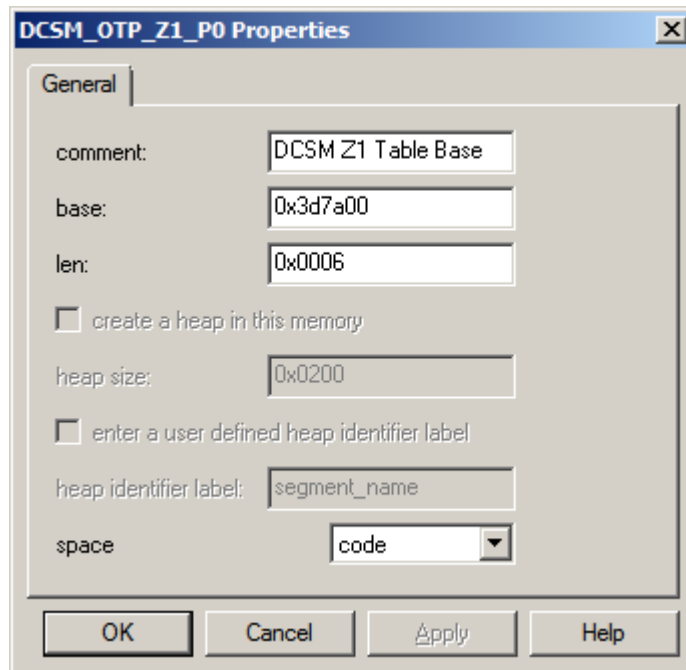 DCSM_OTP_Z1_P0 Properties
General
comment: DCSM Z1 Table Base
base: 0x3d7a00
len: 0x0006
create a heap in this memory
heap size: 0x0200
enter a user defined heap identifier label
heap identifier label: segment_name
space code
OK Cancel Apply Help